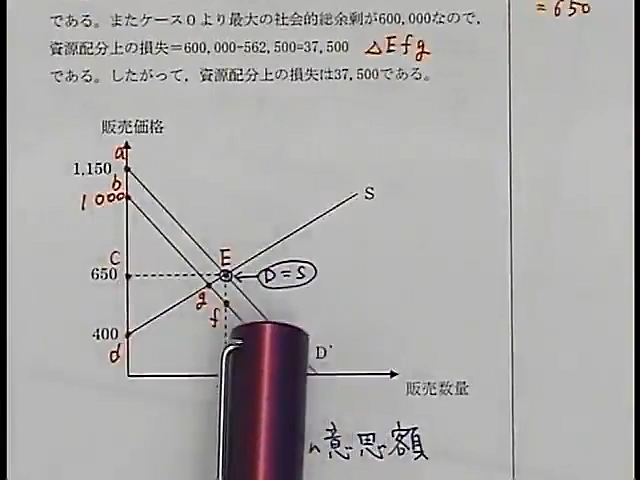 =650
である。またケース0より最大の社会的総余剰が600,000なので,
資源配分上の損失=600,000-562,500=37,500 △Efg
である。したがって,資源配分上の損失は37,500である。
販売価格
a
1,150
b
1000
S
E
c
650
D=S
g
f
400
d
D'
販売数量
意思額